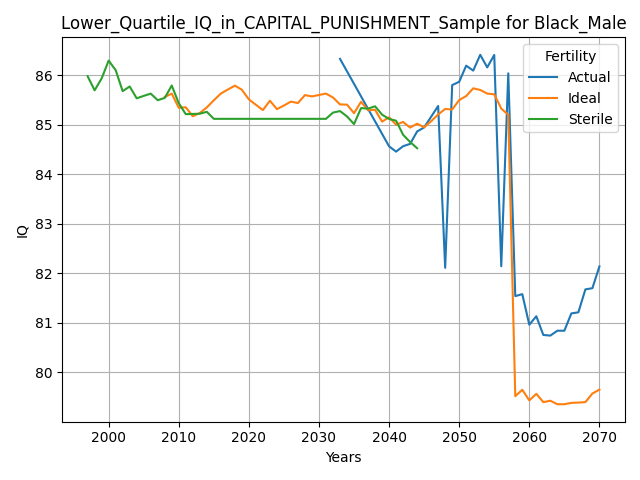 Lower_Quartile_IQ_in_CAPITAL_PUNISHMENT_Sample for Black_Male
Fertility
Actual
Ideal
Sterile
86
85
84
83
82
81
80
IQ
2000 2010 2020 2030 2040 2050 2060 2070
Years